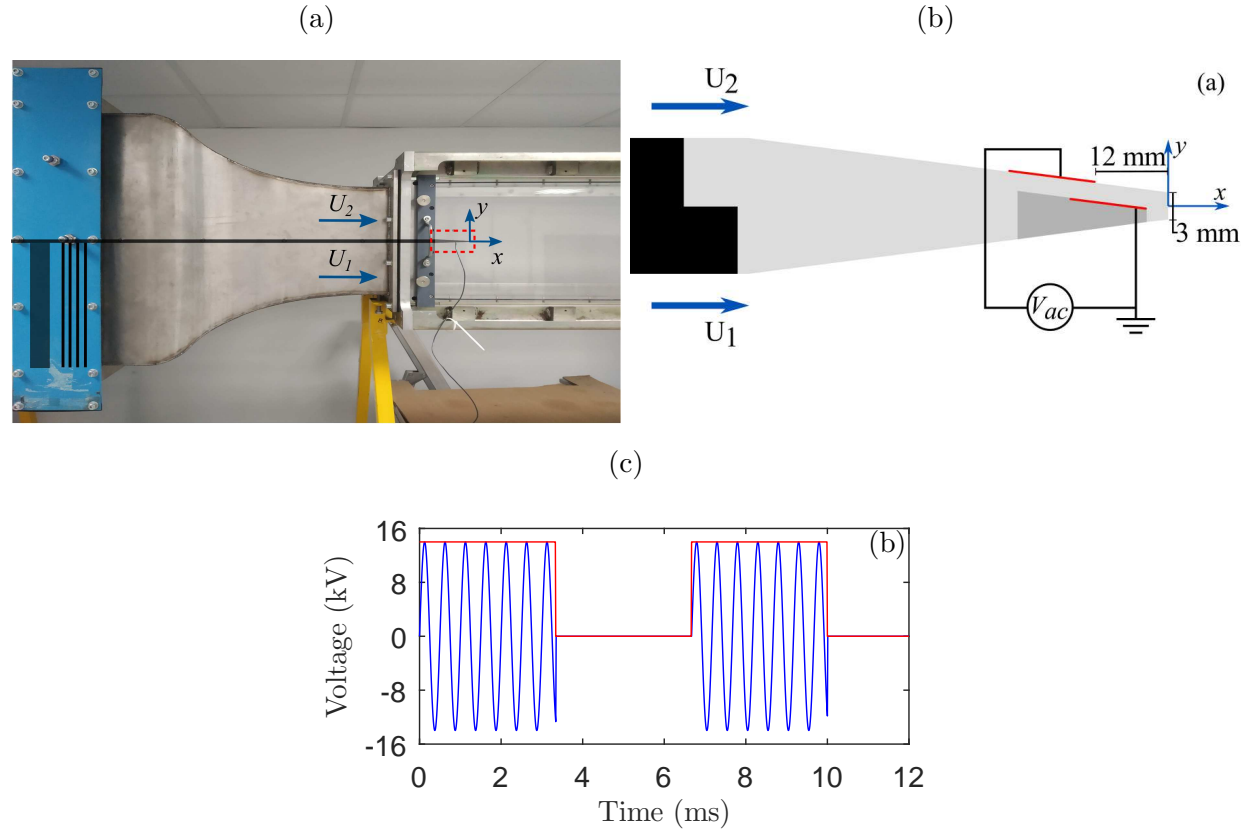 (a)
(b)
U2
U1
y
x
U2
(a)
12 mm
y
x
3 mm
Vac
U1
(c)
(b)
Voltage (kV)
16
8
0
-8
-16
0 2 4 6 8 10 12
Time (ms)